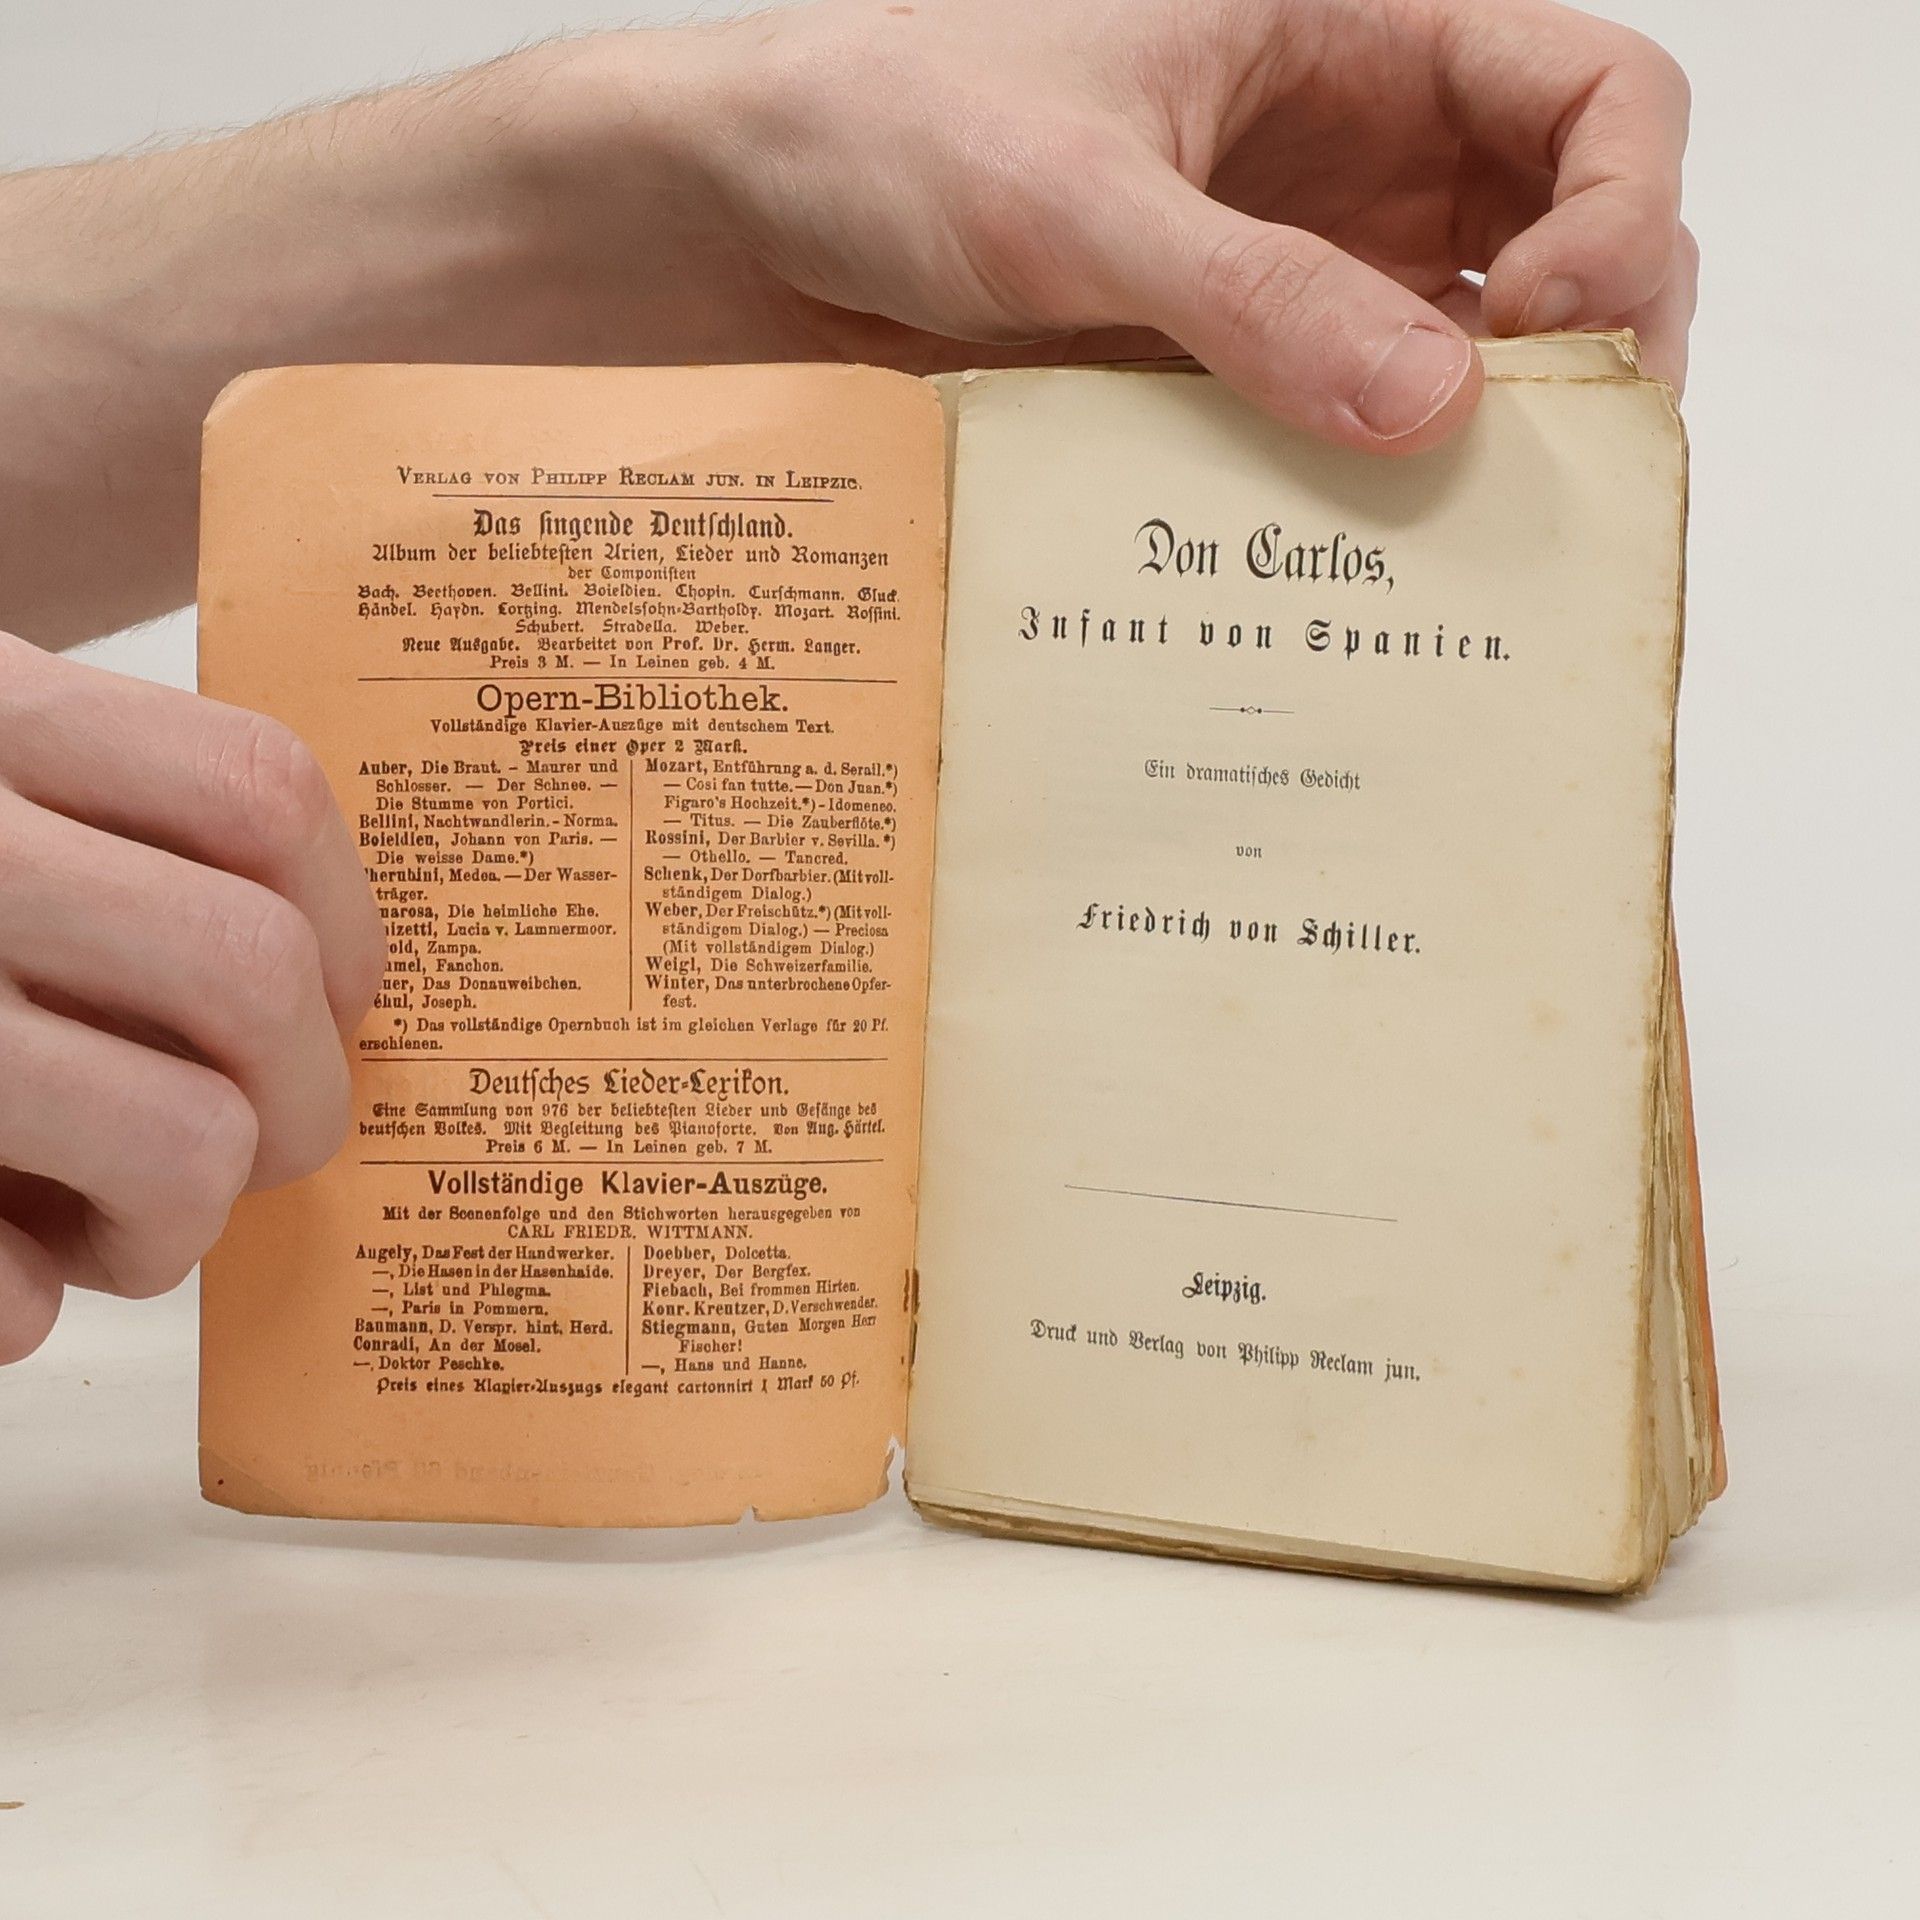 VERLAG VON PHILIPP RECLAM JUN. IN LEIPZIG.
Das singende Deutschland.
Album der beliebtesten Arien, Lieder und Romanzen
der Componisten
Bach. Beethoven. Bellini. Boieldieu. Chopin. Curschmann. Gluck.
Händel. Haydn. Lortzing. Mendelssohn-Bartholdy. Mozart. Rossini.
Schubert. Stradella. Weber.
Neue Ausgabe. Bearbeitet von Prof. Dr. Herm. Langer.
Preis 3 M. — In Leinen geb. 4 M.
Opern-Bibliothek.
Vollständige Klavier-Auszüge mit deutschem Text.
Preis einer Oper 2 Mark.
Auber, Die Braut. – Maurer und
Schlosser. — Der Schnee. —
Die Stumme von Portici.
Bellini, Nachtwandlerin. - Norma.
Boieldieu, Johann von Paris. —
Die weisse Dame.*)
herubini, Medea. — Der Wasser-
träger.
marosa, Die heimliche Ehe.
nizetti, Lucia v. Lammermoor.
old, Zampa.
mmel, Fanchon.
uer, Das Donauweibchen.
éhul, Joseph.
Mozart, Entführung a. d. Serail.*)
— Cosi fan tutte. — Don Juan.*)
Figaro's Hochzeit.*) - Idomeneo.
— Titus. — Die Zauberflöte.*)
Rossini, Der Barbier v. Sevilla.*)
— Othello. — Tancred.
Schenk, Der Dorfbarbier. (Mit voll-
ständigem Dialog.)
Weber, Der Freischütz.*) (Mit voll-
ständigem Dialog.) — Preciosa
(Mit vollständigem Dialog.)
Weigl, Die Schweizerfamilie.
Winter, Das unterbrochene Opfer-
fest.
*) Das vollständige Opernbuch ist im gleichen Verlage für 20 Pf.
erschienen.
Deutsches Lieder-Lexikon.
Eine Sammlung von 976 der beliebtesten Lieder und Gesänge des
deutschen Volkes. Mit Begleitung des Pianoforte. Von Aug. Härtel.
Preis 6 M. — In Leinen geb. 7 M.
Vollständige Klavier-Auszüge.
Mit der Scenenfolge und den Stichworten herausgegeben von
CARL FRIEDR. WITTMANN.
Angely, Das Fest der Handwerker.
—, Die Hasen in der Hasenhaide.
—, List und Phlegma.
—, Paris in Pommern.
Baumann, D. Verspr. hint. Herd.
Conradi, An der Mosel.
—, Doktor Peschke.
Doebber, Dolcetta.
Dreyer, Der Bergfex.
Fiebach, Bei frommen Hirten.
Konr. Kreutzer, D. Verschwender.
Stiegmann, Guten Morgen Herr
Fischer!
—, Hans und Hanne.
Preis eines Klavier-Auszugs elegant cartonnirt 1 Mark 50 Pf.
Don Carlos,
Infant von Spanien.
Ein dramatisches Gedicht
von
Friedrich von Schiller.
Leipzig.
Druck und Verlag von Philipp Reclam jun.